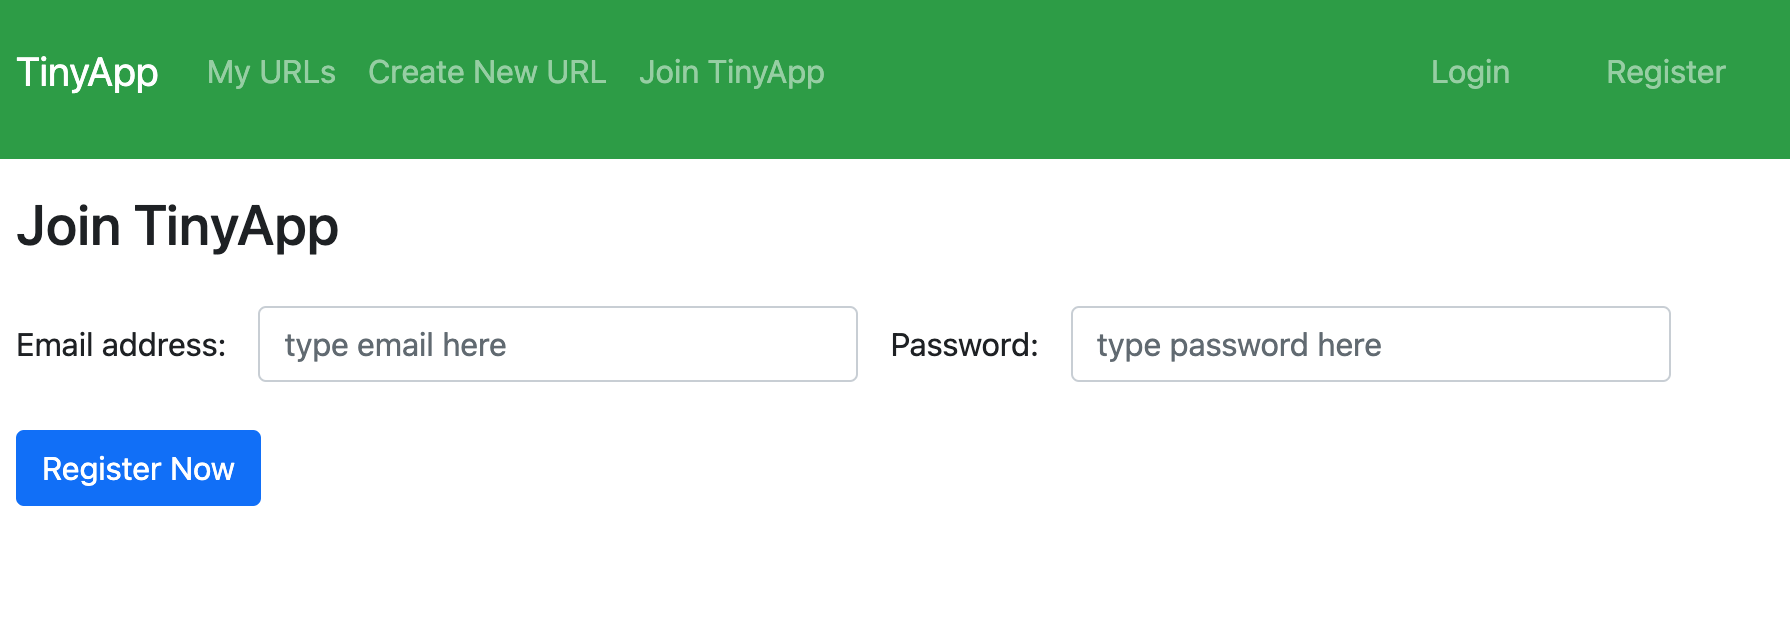 TinyApp My URLs Create New URL Join TinyApp Login Register
Join TinyApp
Email address: type email here Password: type password here
Register Now